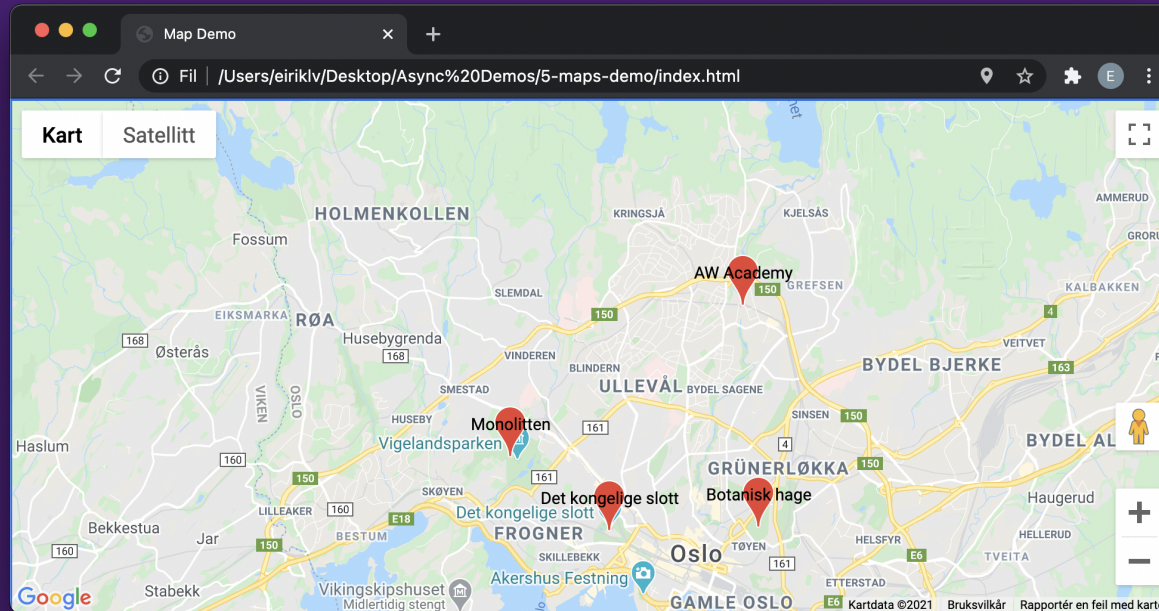 Map Demo
Fil /Users/eiriklv/Desktop/Async%20Demos/5-maps-demo/index.html
E
Kart Satellitt
HOLMENKOLLEN
KRINGSJÅ
KJELSÅS
AMMERUD
Fossum
AW Academy
150
GREFSEN
KALBAKKEN
SLEMDAL
EIKSMARKA
RØA
150
4
168
Husebygrenda
168
Østerås
VINDEREN
VEITVET
BLINDERN
BYDEL BJERKE
163
SMESTAD
ULLEVÅL
BYDEL SAGENE
VIKEN
OSLO
HUSEBY
Monolitten
161
SINSEN
150
Vigelandsparken
4
Haslum
160
GRÜNERLØKKA
150
150
161
SKØYEN
Det kongelige slott
Botanisk hage
Haugerud
LILLEAKER
160
E18
Det kongelige slott
Bekkestua
Jar
BESTUM
FROGNER
150
160
SKILLEBEKK
Oslo
TØYEN
HELSFYR
HELLERUD
E6
TVEITA
161
Akershus Festning
ETTERSTAD
Stabekk
Vikingskipshuset
Midlertidig stengt
GAMLE OSLO
E6
Google
Kartdata ©2021 Bruksvilkår Rapportér en feil med kart